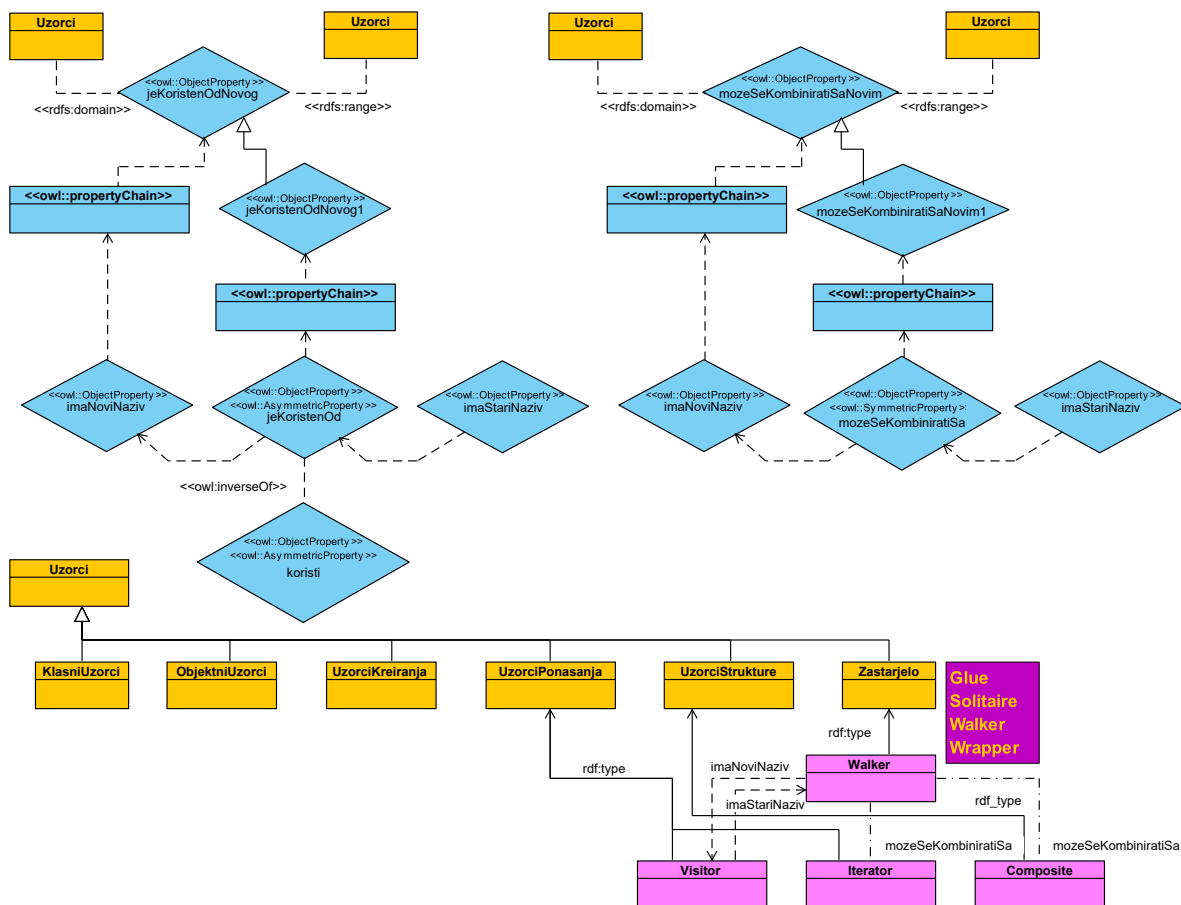 Uzorci
Uzorci
<<owl::ObjectProperty>>
jeKoristenOdNovog
<<rdfs:domain>>
<<rdfs:range>>
<<owl::propertyChain>>
<<owl::ObjectProperty>>
jeKoristenOdNovog1
<<owl::propertyChain>>
<<owl::ObjectProperty>>
imaNoviNaziv
<<owl::ObjectProperty>>
<<owl::AsymmetricProperty>>
jeKoristenOd
<<owl::ObjectProperty>>
imaStariNaziv
<<owl:inverseOf>>
<<owl::ObjectProperty>>
<<owl::AsymmetricProperty>>
koristi
Uzorci
Uzorci
<<owl::ObjectProperty>>
mozeSeKombiniratiSaNovim
<<rdfs:domain>>
<<rdfs:range>>
<<owl::propertyChain>>
<<owl::ObjectProperty>>
mozeSeKombiniratiSaNovim1
<<owl::propertyChain>>
<<owl::ObjectProperty>>
imaNoviNaziv
<<owl::ObjectProperty>>
<<owl::SymmetricProperty>
mozeSeKombiniratiSa
<<owl::ObjectProperty>>
imaStariNaziv
Uzorci
KlasniUzorci
ObjektniUzorci
UzorciKreiranja
UzorciPonasanja
UzorciStrukture
Zastarjelo
Glue
Solitaire
Walker
Wrapper
rdf:type
Walker
imaNoviNaziv
rdf:type
imaStariNaziv
rdf_type
mozeSeKombiniratiSa
mozeSeKombiniratiSa
Visitor
Iterator
Composite